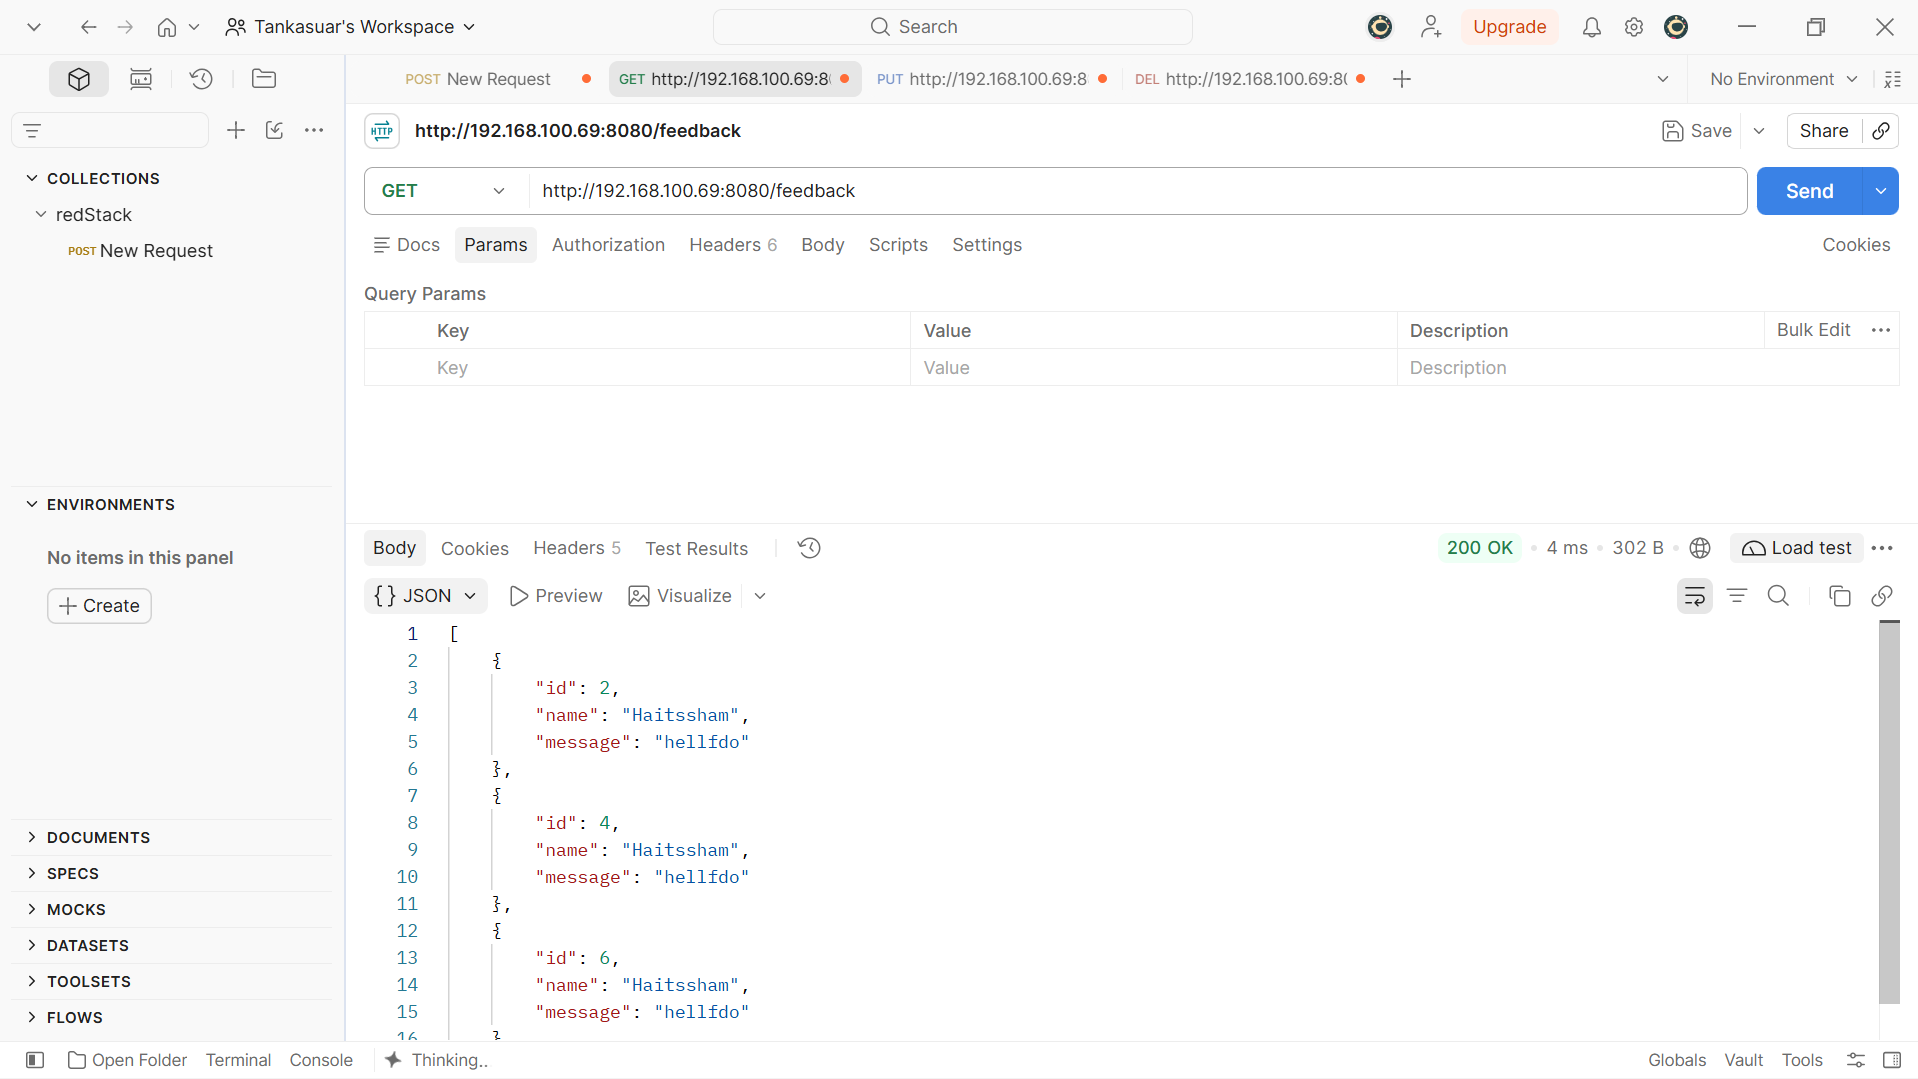 Tankasuar's Workspace
Search
Upgrade
POST New Request
GET http://192.168.100.69:8
PUT http://192.168.100.69:8
DEL http://192.168.100.69:8
No Environment
HTTP http://192.168.100.69:8080/feedback
Save
Share
COLLECTIONS
redStack
POST New Request
GET
http://192.168.100.69:8080/feedback
Send
Docs
Params
Authorization
Headers 6
Body
Scripts
Settings
Cookies
Query Params
Key Value Description Bulk Edit
Key Value Description
ENVIRONMENTS
No items in this panel
Create
Body
Cookies
Headers 5
Test Results
200 OK
4 ms
302 B
Load test
{} JSON
Preview
Visualize
1 [
2 {
3 "id": 2,
4 "name": "Haitssham",
5 "message": "hellfdo"
6 },
7 {
8 "id": 4,
9 "name": "Haitssham",
10 "message": "hellfdo"
11 },
12 {
13 "id": 6,
14 "name": "Haitssham",
15 "message": "hellfdo"
16 }
DOCUMENTS
SPECS
MOCKS
DATASETS
TOOLSETS
FLOWS
Open Folder
Terminal
Console
Thinking..
Globals
Vault
Tools